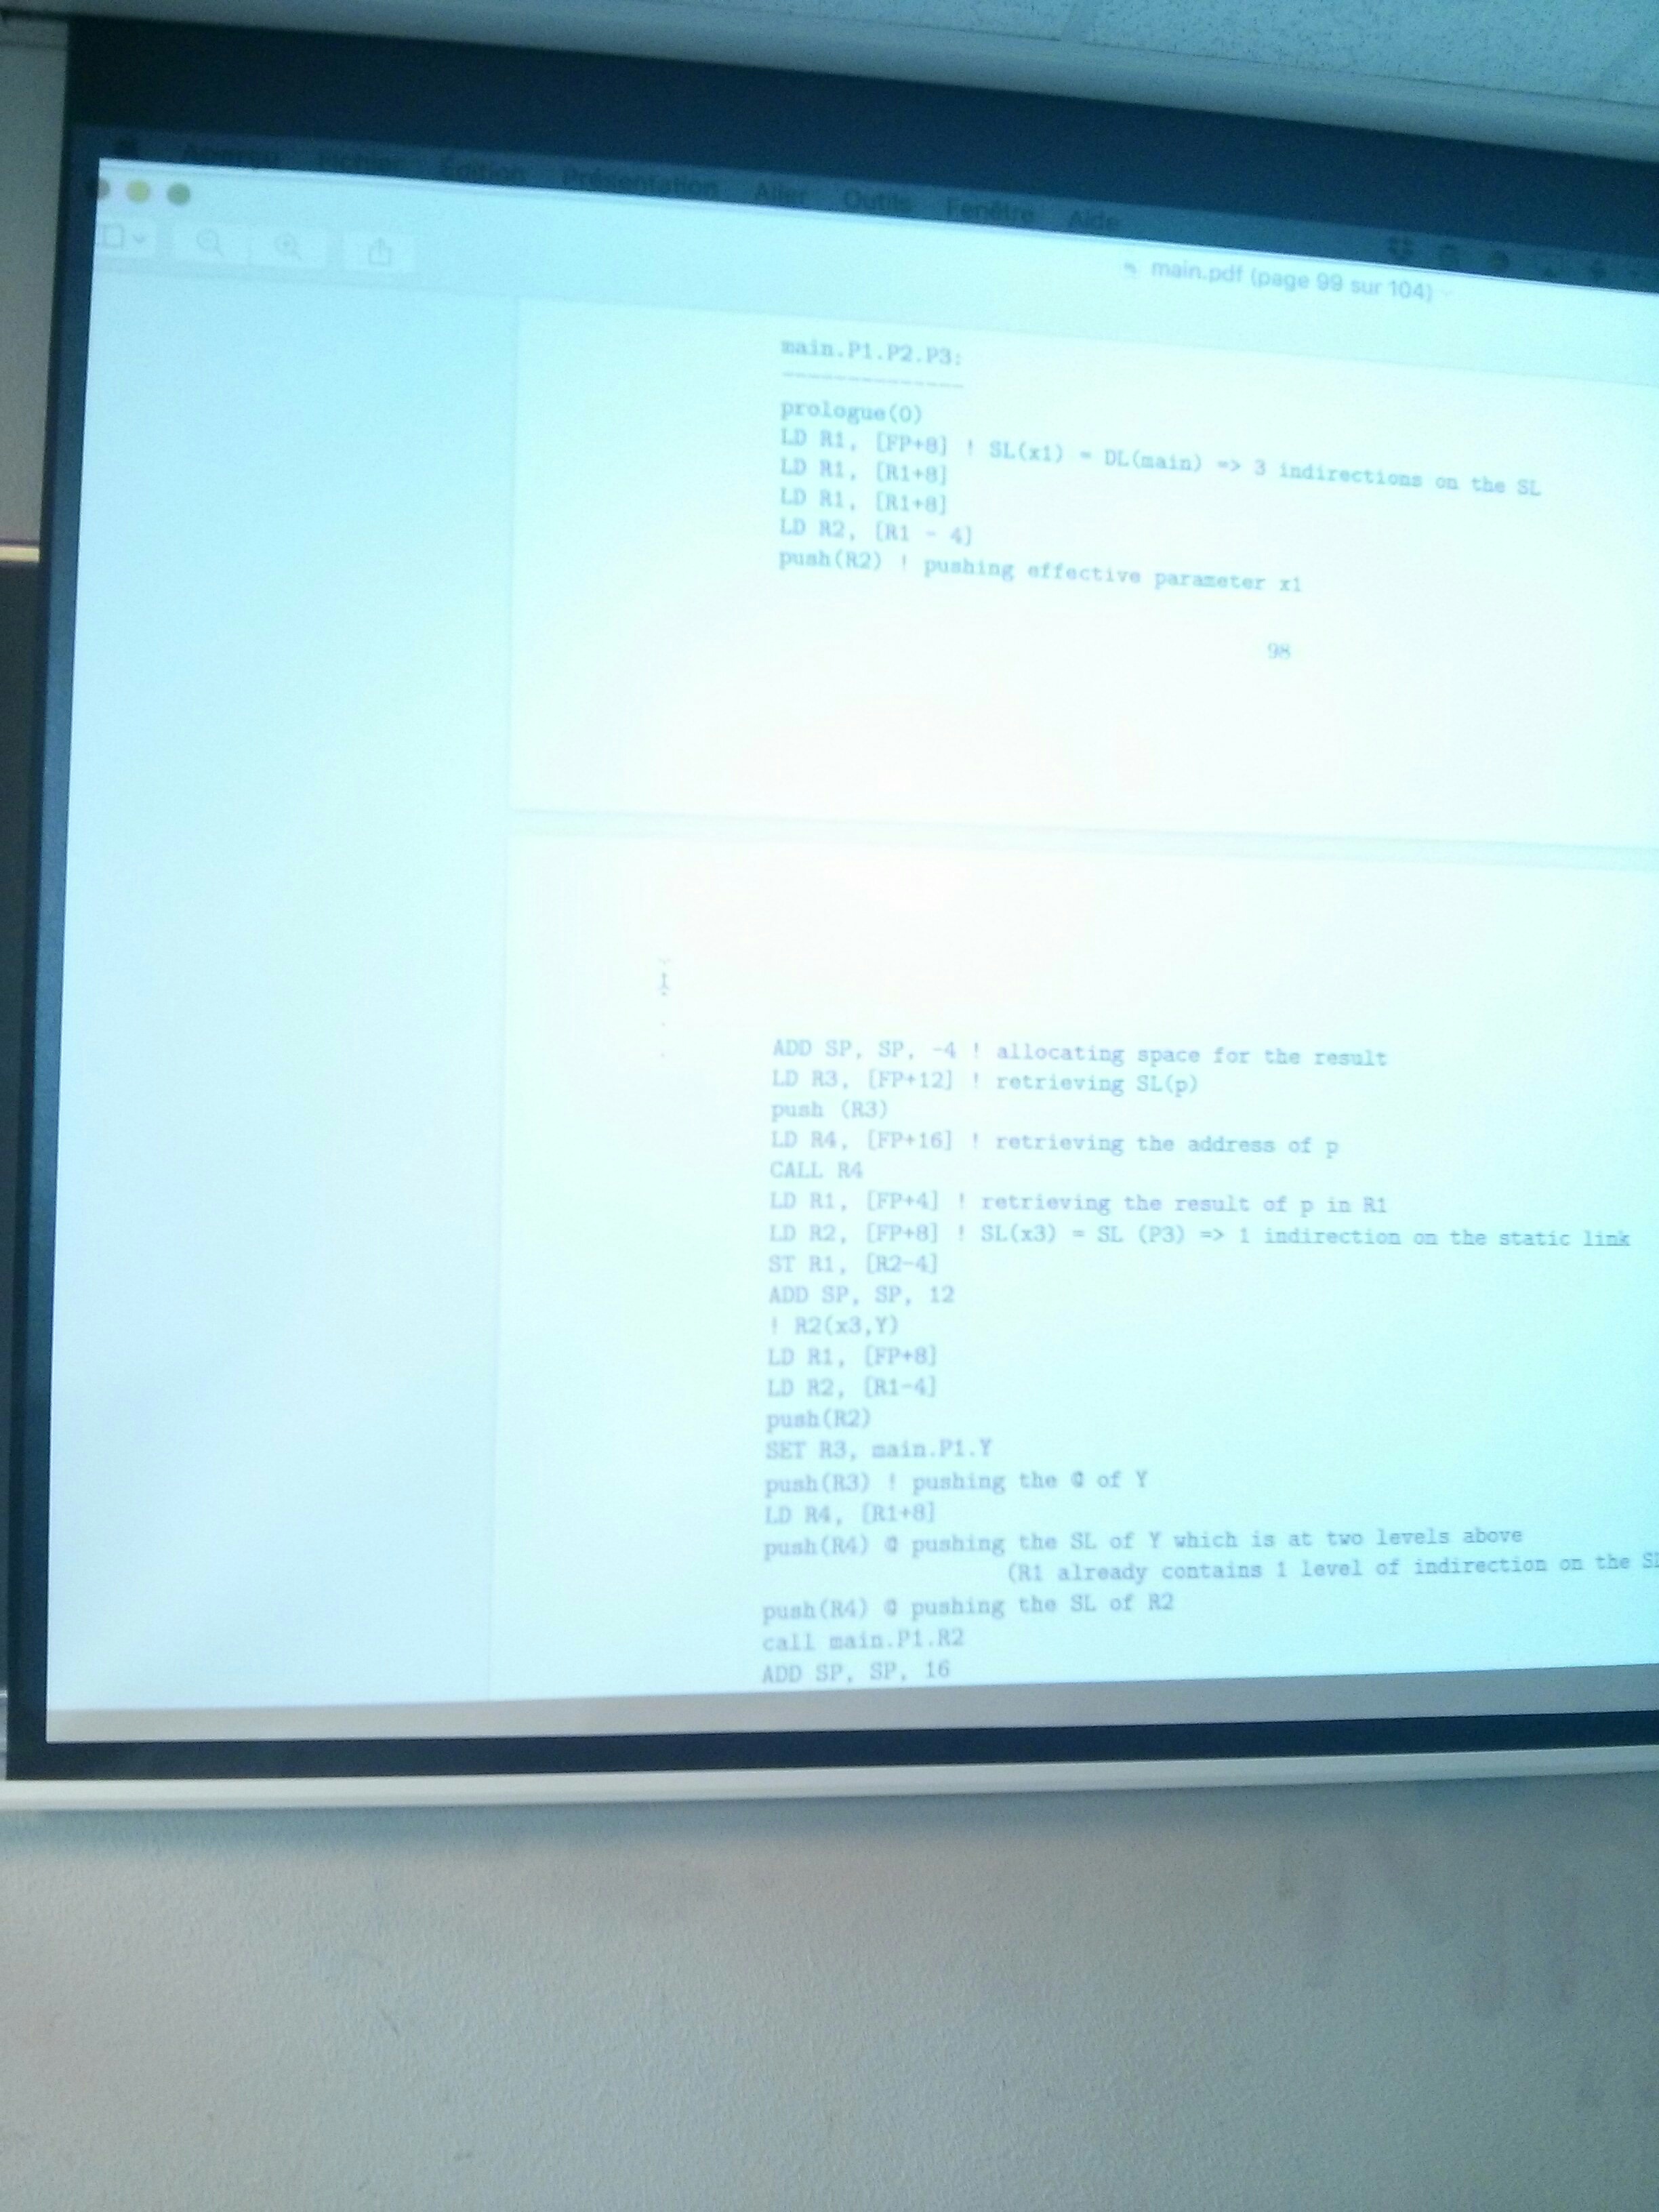 Aperçu Fichier Édition Présentation Aller Outils Fenêtre Aide
main.pdf (page 99 sur 104)
main.P1.P2.P3:
--------------
prologue(0)
LD R1, [FP+8] ! SL(x1) = DL(main) => 3 indirections on the SL
LD R1, [R1+8]
LD R1, [R1+8]
LD R2, [R1 - 4]
push(R2) ! pushing effective parameter x1
98
ADD SP, SP, -4 ! allocating space for the result
LD R3, [FP+12] ! retrieving SL(p)
push (R3)
LD R4, [FP+16] ! retrieving the address of p
CALL R4
LD R1, [FP+4] ! retrieving the result of p in R1
LD R2, [FP+8] ! SL(x3) = SL (P3) => 1 indirection on the static link
ST R1, [R2-4]
ADD SP, SP, 12
! R2(x3,Y)
LD R1, [FP+8]
LD R2, [R1-4]
push(R2)
SET R3, main.P1.Y
push(R3) ! pushing the @ of Y
LD R4, [R1+8]
push(R4) @ pushing the SL of Y which is at two levels above
(R1 already contains 1 level of indirection on the
push(R4) @ pushing the SL of R2
call main.P1.R2
ADD SP, SP, 16